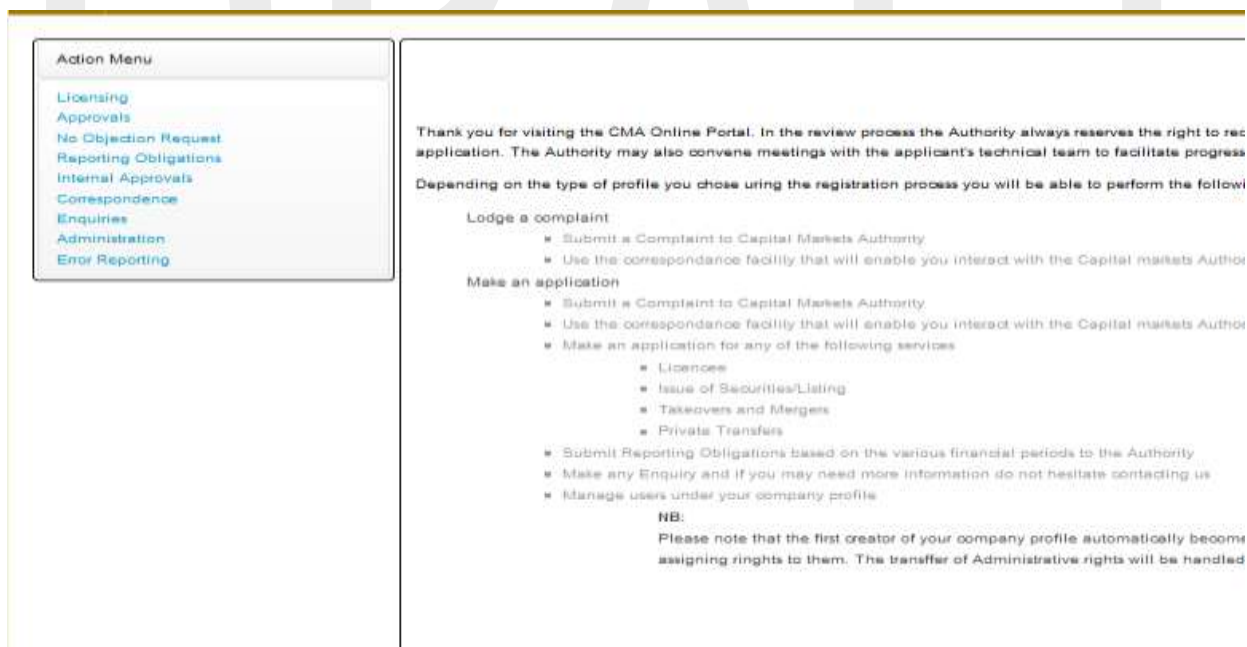 Action Menu
Licensing
Approvals
No Objection Request
Reporting Obligations
Internal Approvals
Correspondence
Enquiries
Administration
Error Reporting
Thank you for visiting the CMA Online Portal. In the review process the Authority always reserves the right to rec
application. The Authority may also convene meetings with the applicant's technical team to facilitate progress
Depending on the type of profile you chose uring the registration process you will be able to perform the followi
Lodge a complaint
Submit a Complaint to Capital Markets Authority
Use the correspondance facility that will enable you interact with the Capital markets Author
Make an application
Submit a Complaint to Capital Markets Authority
Use the correspondance facility that will enable you interact with the Capital markets Author
Make an application for any of the following services
Licencee
Issue of Securities/Listing
Takeovers and Mergers
Private Transfers
Submit Reporting Obligations based on the various financial periods to the Authority
Make any Enquiry and if you may need more information do not hesitate contacting us
Manage users under your company profile
NB:
Please note that the first creator of your company profile automatically become
assigning ringhts to them. The transffer of Administrative rights will be handled